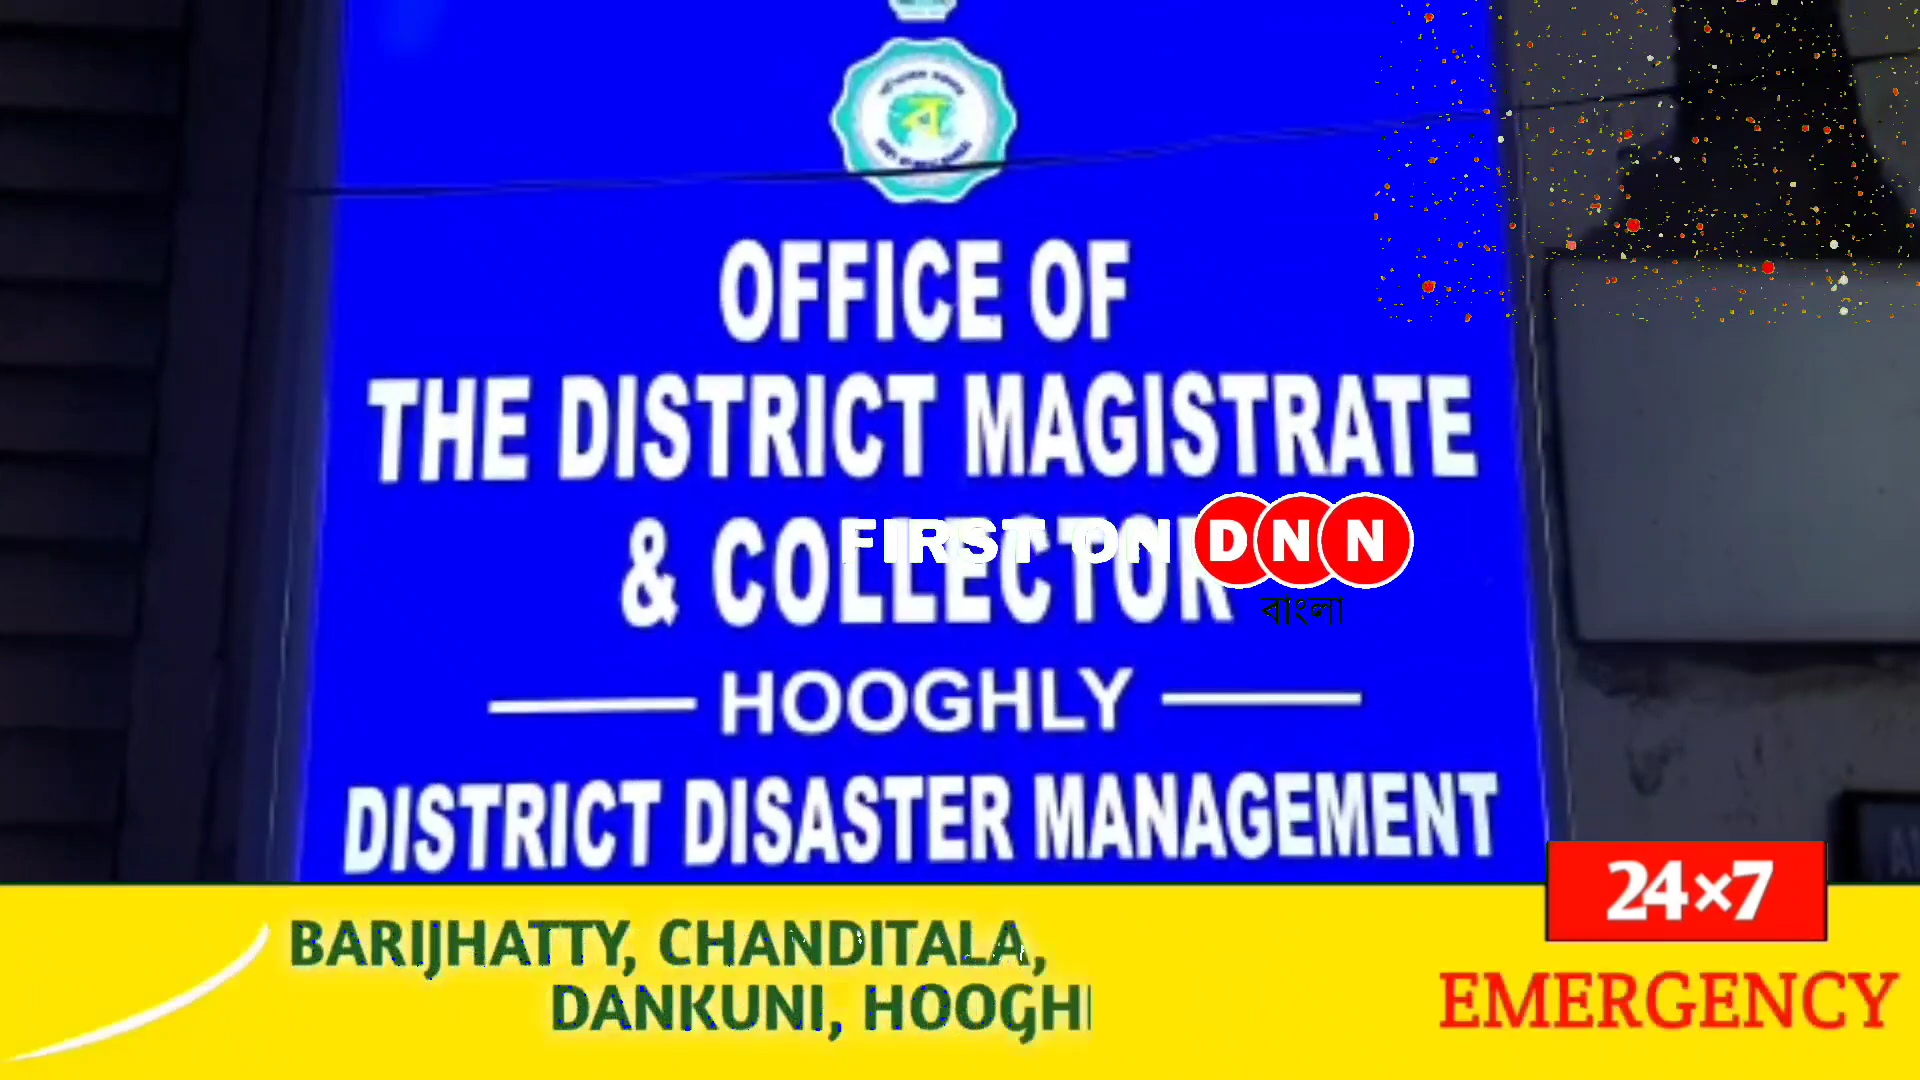 OFFICE OF
THE DISTRICT MAGISTRATE
& COLLECTOR
FIRST ON DNN
বাংলা
HOOGHLY
DISTRICT DISASTER MANAGEMENT
24×7
BARIJHATTY, CHANDITALA,
DANKUNI, HOOGH
EMERGENCY